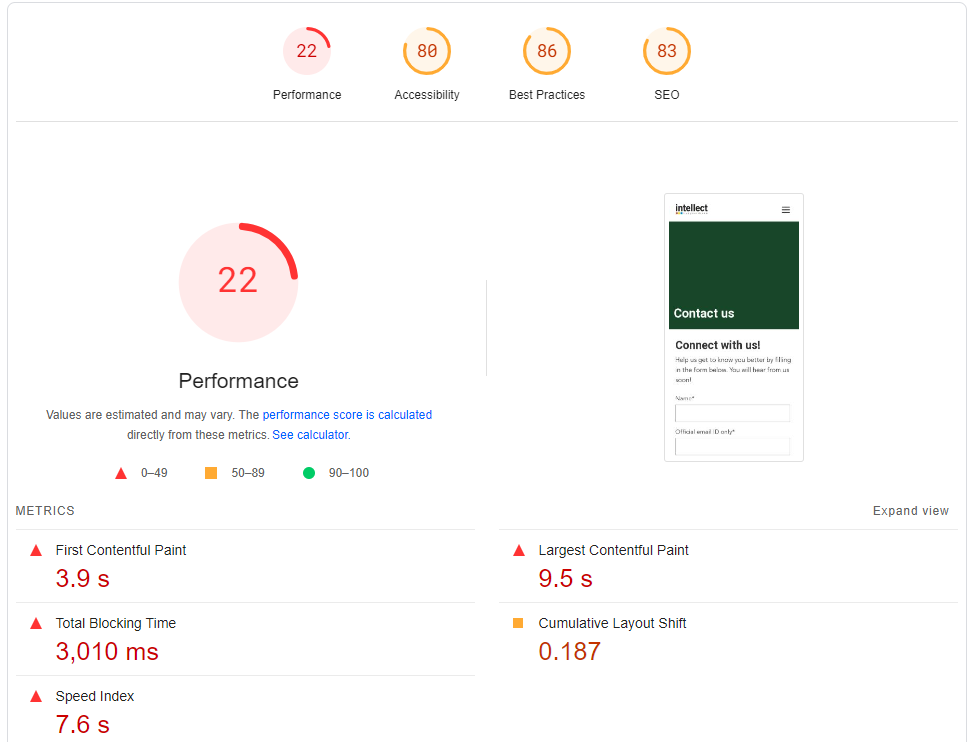 22 80 86 83
Performance Accessibility Best Practices SEO
22
Performance
Values are estimated and may vary. The performance score is calculated
directly from these metrics. See calculator.
0–49 50–89 90–100
intellect
Contact us
Connect with us!
Help us get to know you better by filling
in the form below. You will hear from us
soon!
Name*
Official email ID only*
METRICS Expand view
First Contentful Paint
3.9 s
Largest Contentful Paint
9.5 s
Total Blocking Time
3,010 ms
Cumulative Layout Shift
0.187
Speed Index
7.6 s